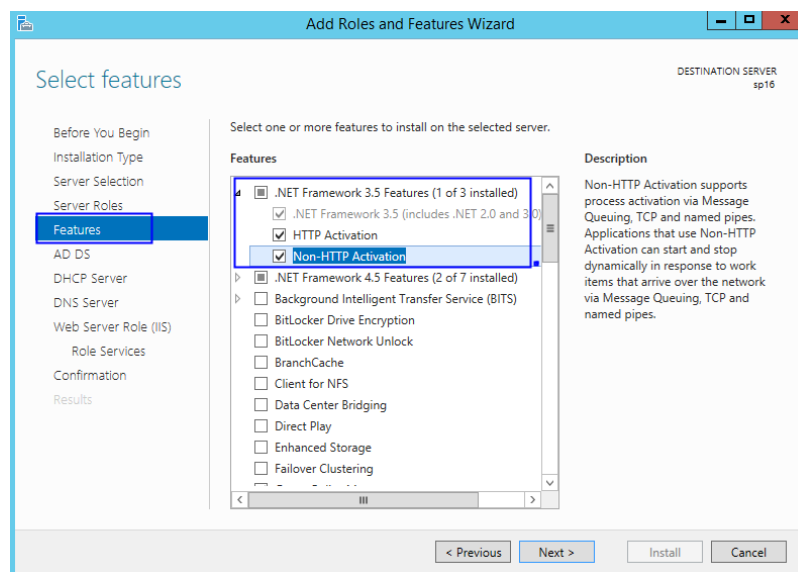 Add Roles and Features Wizard
Select features
DESTINATION SERVER
sp16
Before You Begin
Installation Type
Server Selection
Server Roles
Features
AD DS
DHCP Server
DNS Server
Web Server Role (IIS)
Role Services
Confirmation
Results
Select one or more features to install on the selected server.
Features
.NET Framework 3.5 Features (1 of 3 installed)
.NET Framework 3.5 (includes .NET 2.0 and 3.0)
HTTP Activation
Non-HTTP Activation
.NET Framework 4.5 Features (2 of 7 installed)
Background Intelligent Transfer Service (BITS)
BitLocker Drive Encryption
BitLocker Network Unlock
BranchCache
Client for NFS
Data Center Bridging
Direct Play
Enhanced Storage
Failover Clustering
Description
Non-HTTP Activation supports
process activation via Message
Queuing, TCP and named pipes.
Applications that use Non-HTTP
Activation can start and stop
dynamically in response to work
items that arrive over the network
via Message Queuing, TCP and
named pipes.
< Previous
Next >
Install
Cancel